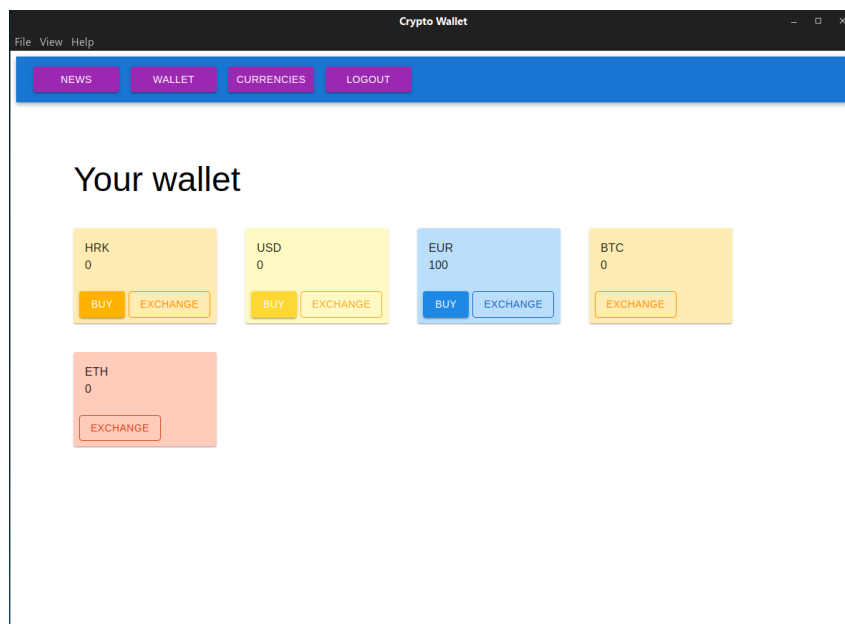 Crypto Wallet
File View Help
NEWS WALLET CURRENCIES LOGOUT
Your wallet
HRK
0
BUY EXCHANGE
USD
0
BUY EXCHANGE
EUR
100
BUY EXCHANGE
BTC
0
EXCHANGE
ETH
0
EXCHANGE